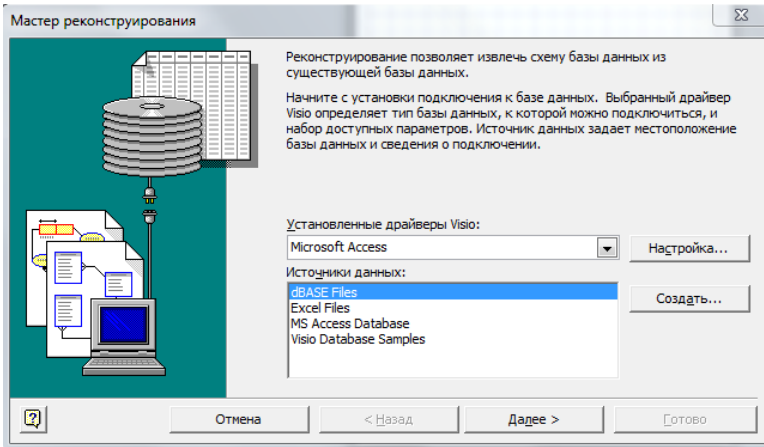 Мастер реконструирования
Реконструирование позволяет извлечь схему базы данных из
существующей базы данных.
Начните с установки подключения к базе данных. Выбранный драйвер
Visio определяет тип базы данных, к которой можно подключиться, и
набор доступных параметров. Источник данных задает местоположение
базы данных и сведения о подключении.
Установленные драйверы Visio:
Microsoft Access
Настройка...
Источники данных:
dBASE Files
Excel Files
MS Access Database
Visio Database Samples
Создать...
Отмена
< Назад
Далее >
Готово